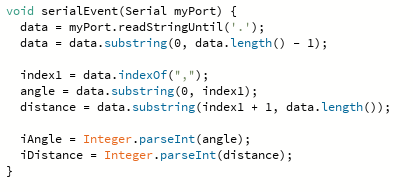 void serialEvent(Serial myPort) {
  data = myPort.readStringUntil('.');
  data = data.substring(0, data.length() – 1);

  index1 = data.indexOf(",");
  angle = data.substring(0, index1);
  distance = data.substring(index1 + 1, data.length());

  iAngle = Integer.parseInt(angle);
  iDistance = Integer.parseInt(distance);
}